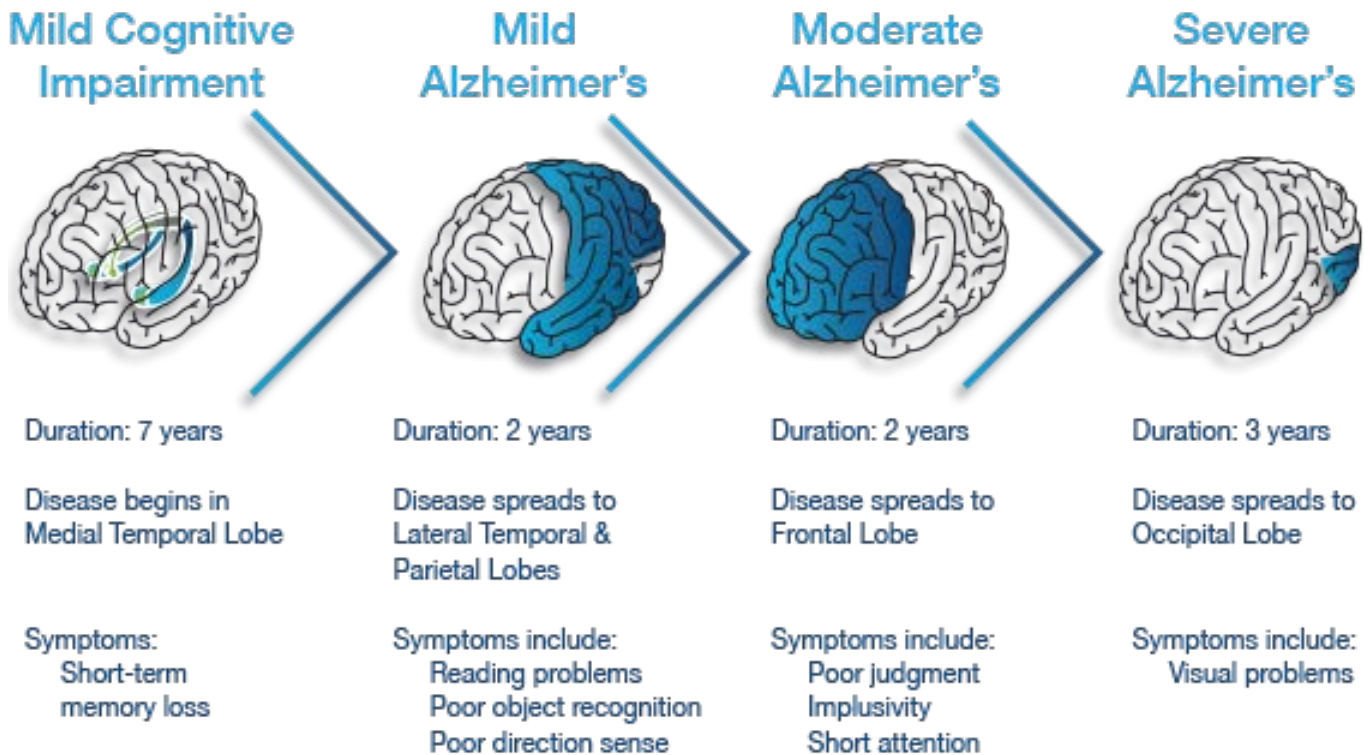 Mild Cognitive
Impairment
Mild
Alzheimer's
Moderate
Alzheimer's
Severe
Alzheimer's
Duration: 7 years
Disease begins in
Medial Temporal Lobe
Symptoms:
Short-term
memory loss
Duration: 2 years
Disease spreads to
Lateral Temporal &
Parietal Lobes
Symptoms include:
Reading problems
Poor object recognition
Poor direction sense
Duration: 2 years
Disease spreads to
Frontal Lobe
Symptoms include:
Poor judgment
Implusivity
Short attention
Duration: 3 years
Disease spreads to
Occipital Lobe
Symptoms include:
Visual problems